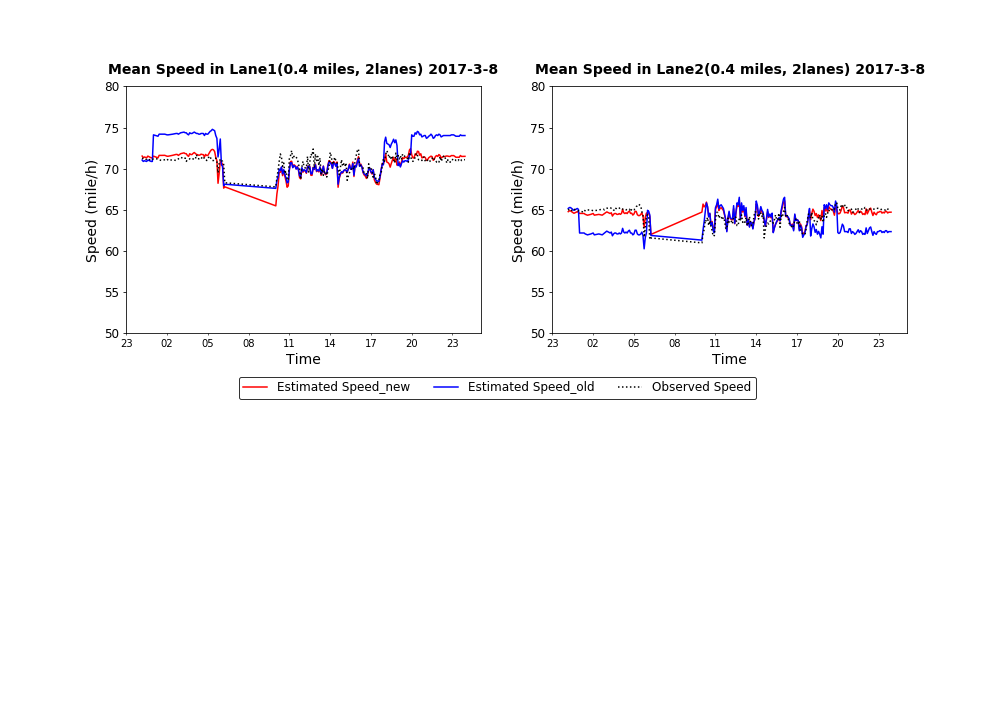 Mean Speed in Lane1(0.4 miles, 2lanes) 2017-3-8
80
75
70
65
60
55
50
Speed (mile/h)
23 02 05 08 11 14 17 20 23
Time
Mean Speed in Lane2(0.4 miles, 2lanes) 2017-3-8
80
75
70
65
60
55
50
Speed (mile/h)
23 02 05 08 11 14 17 20 23
Time
Estimated Speed_new Estimated Speed_old Observed Speed